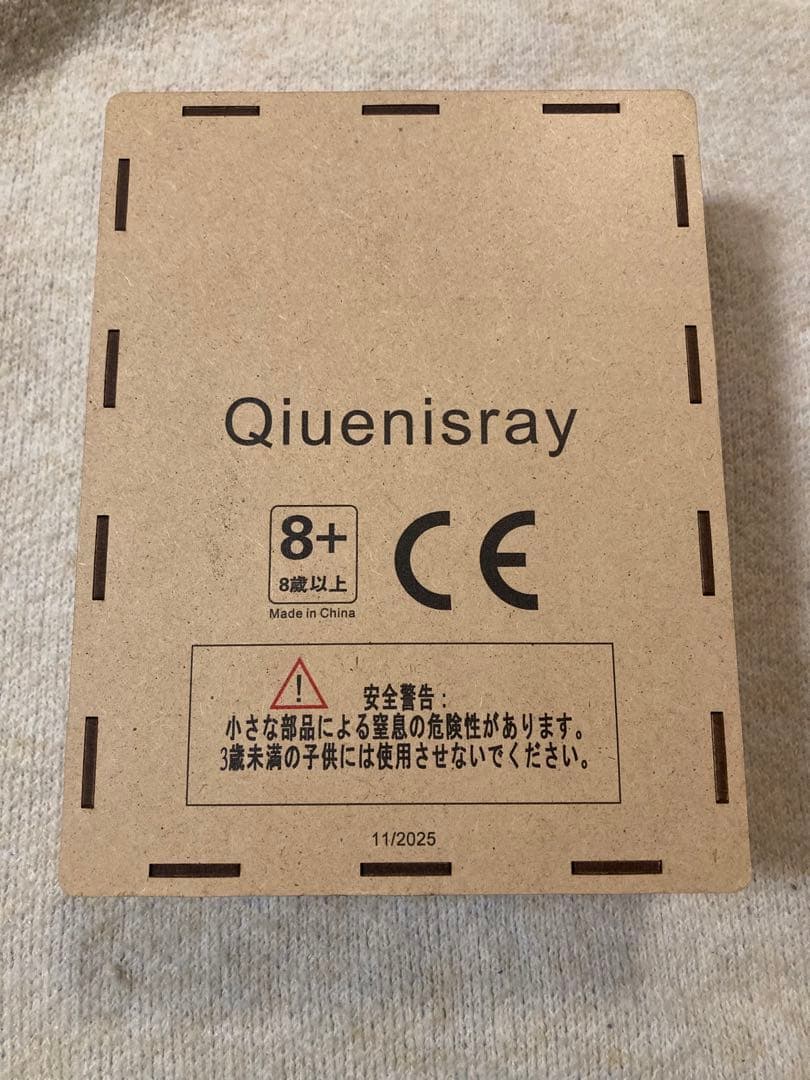 Qiuenisray
8+
8歳以上
CE
Made in China
安全警告：
小さな部品による窒息の危険性があります。
3歳未満の子供には使用させないでください。
11/2025